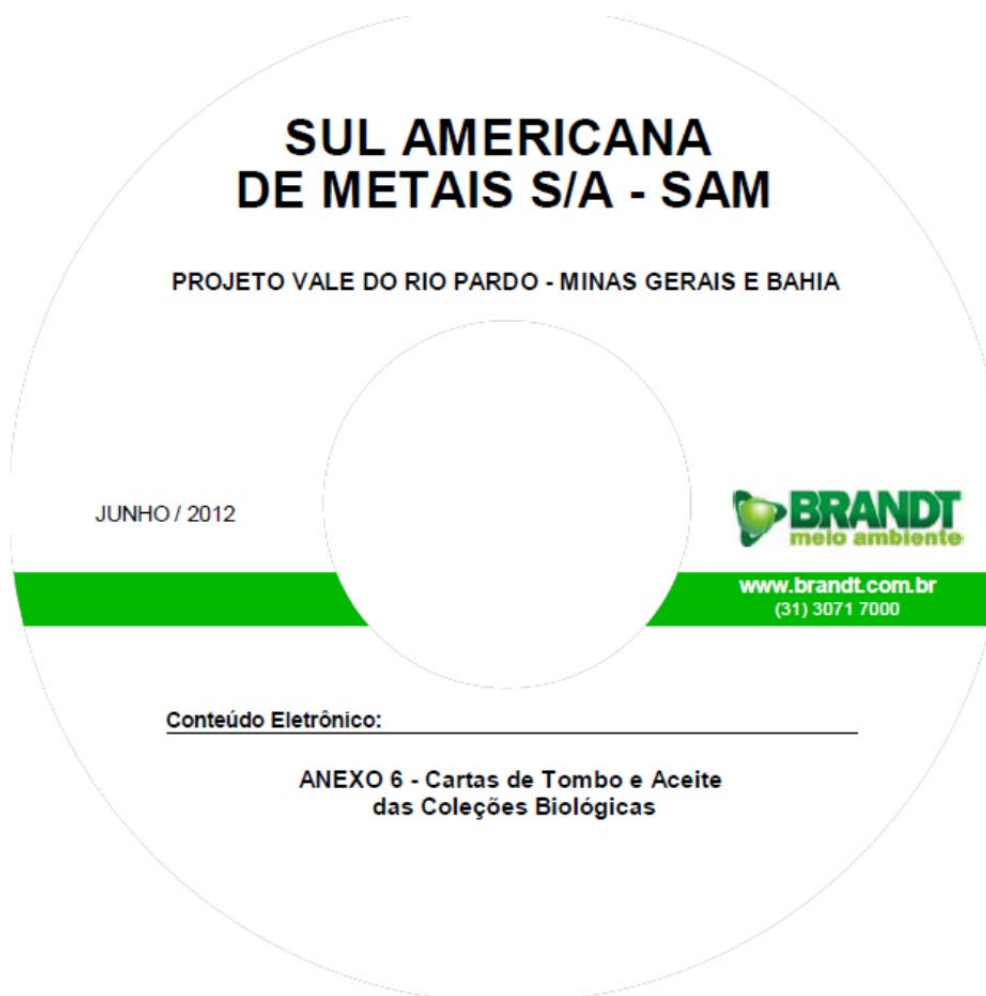 SUL AMERICANA
DE METAIS S/A - SAM
PROJETO VALE DO RIO PARDO - MINAS GERAIS E BAHIA
JUNHO / 2012
BRANDT
meio ambiente
www.brandt.com.br
(31) 3071 7000
Conteúdo Eletrônico:
ANEXO 6 - Cartas de Tombo e Aceite
das Coleções Biológicas